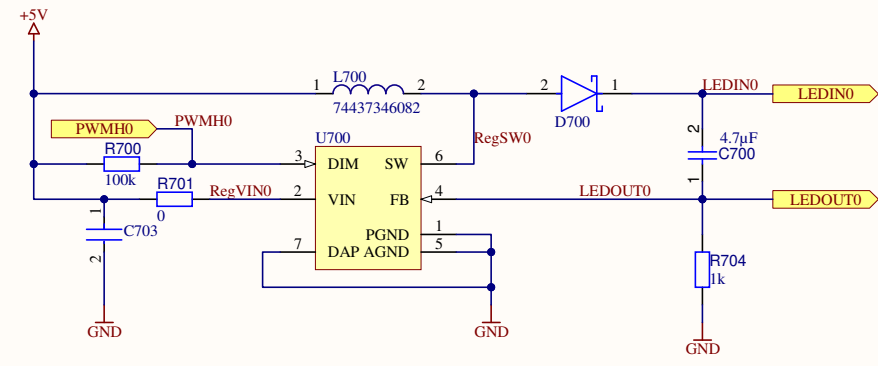 +5V
1
L700
2
74437346082
2
1
D700
LEDIN0
LEDIN0
PWMH0
PWMH0
R700
100k
U700
RegSW0
2
4.7µF
C700
1
3
DIM
SW
6
R701
0
RegVIN0
2
VIN
FB
4
LEDOUT0
LEDOUT0
1
C703
2
PGND
1
7
DAP
AGND
5
R704
1k
GND
GND
GND